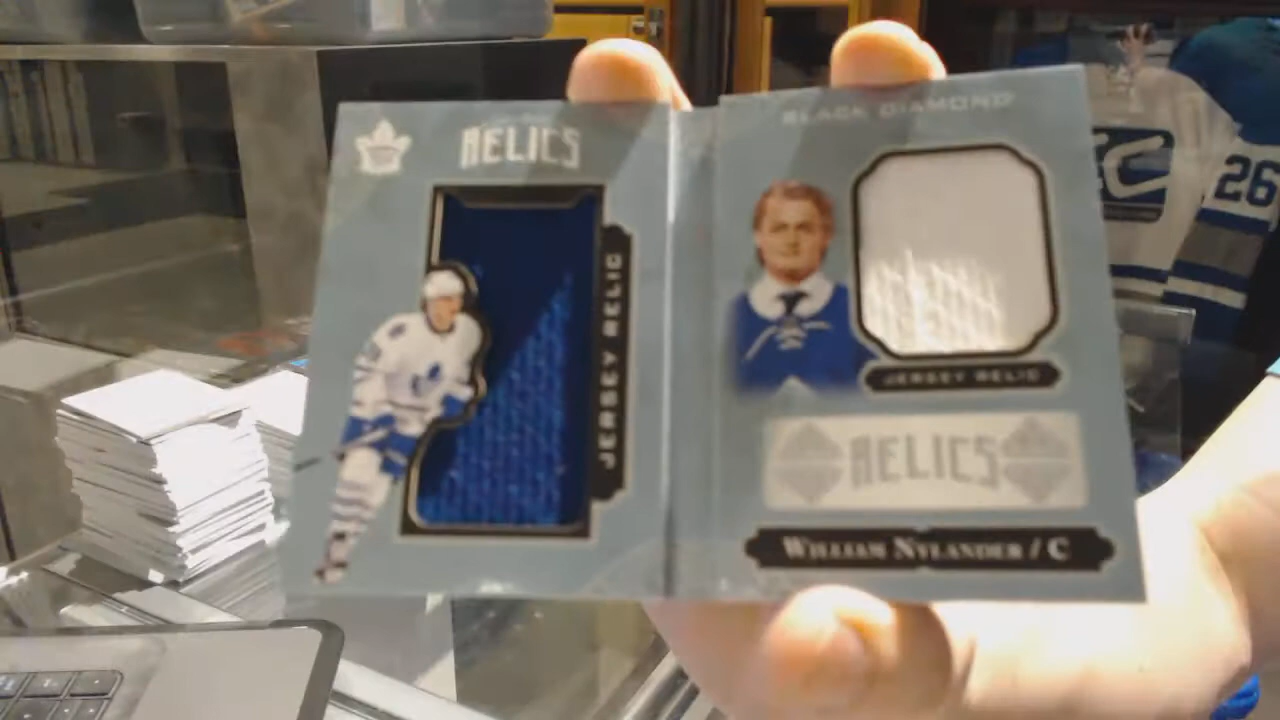 RELICS
JERSEY RELIC
BLACK DIAMOND
JERSEY RELIC
RELICS
WILLIAM NYLANDER / C
26